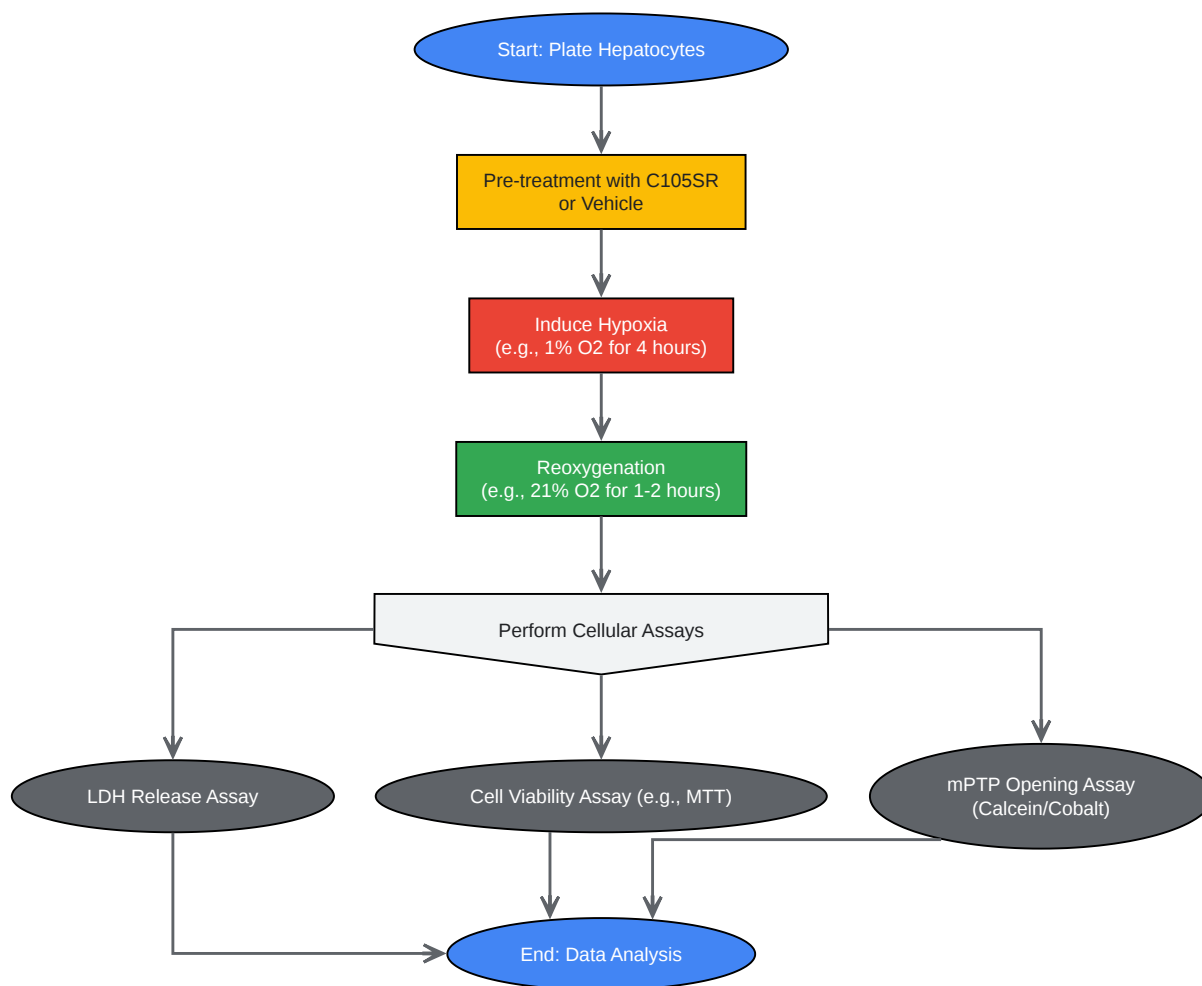 Start: Plate Hepatocytes
Pre-treatment with C105SR
or Vehicle
Induce Hypoxia
(e.g., 1% O2 for 4 hours)
Reoxygenation
(e.g., 21% O2 for 1-2 hours)
Perform Cellular Assays
LDH Release Assay
Cell Viability Assay (e.g., MTT)
mPTP Opening Assay
(Calcein/Cobalt)
End: Data Analysis